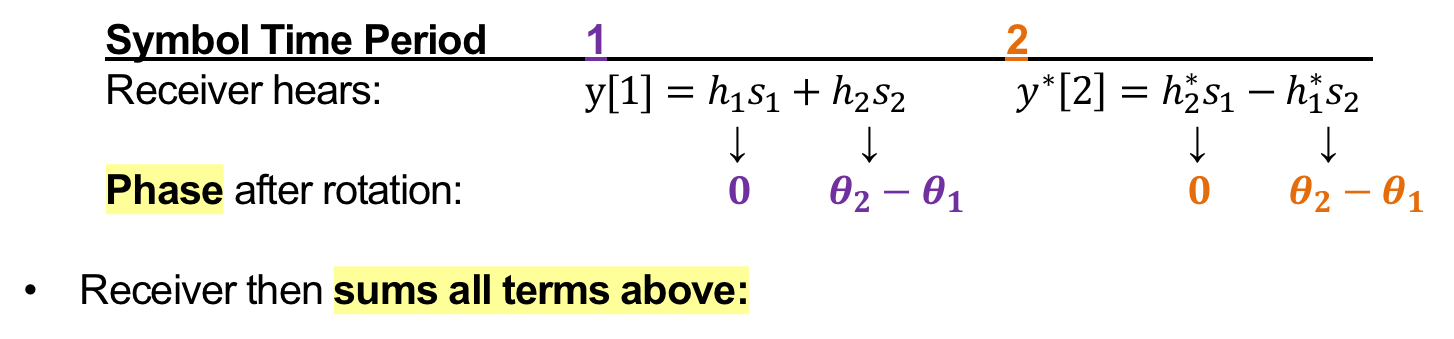 Symbol Time Period 1 2
Receiver hears: y[1] = h₁s₁ + h₂s₂ y*[2] = h₂*s₁ − h₁*s₂
↓ ↓ ↓ ↓
Phase after rotation: 0 θ₂ − θ₁ 0 θ₂ − θ₁
• Receiver then sums all terms above: